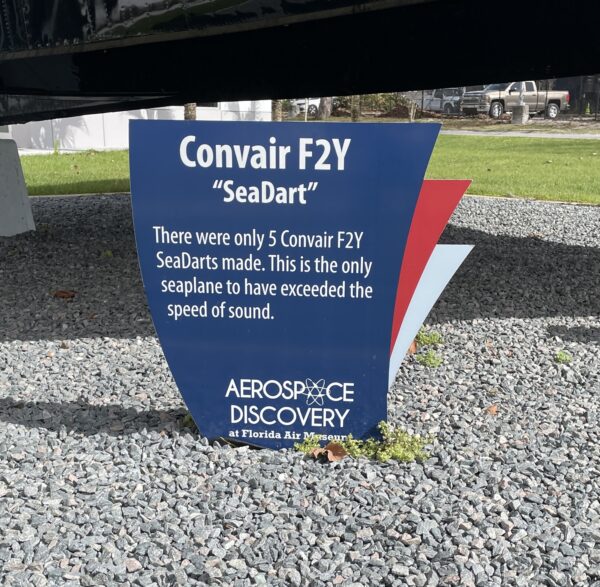 Convair F2Y
“SeaDart”
There were only 5 Convair F2Y
SeaDarts made. This is the only
seaplane to have exceeded the
speed of sound.
AEROSPACE
DISCOVERY
at Florida Air Museum